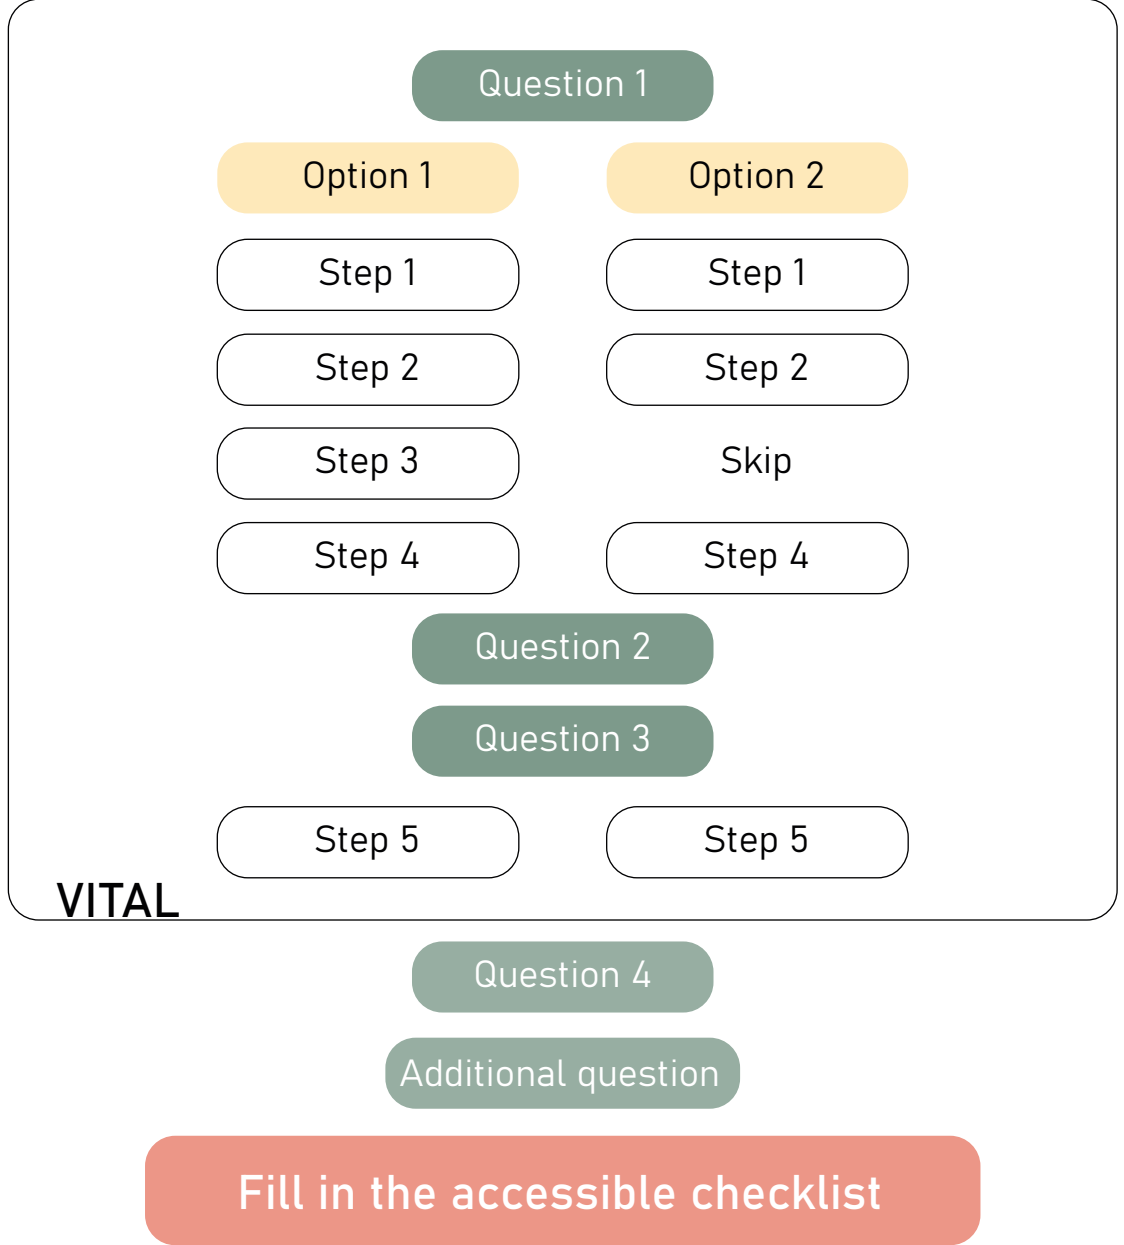 Question 1
Option 1
Option 2
Step 1
Step 1
Step 2
Step 2
Step 3
Skip
Step 4
Step 4
Question 2
Question 3
Step 5
Step 5
VITAL
Question 4
Additional question
Fill in the accessible checklist